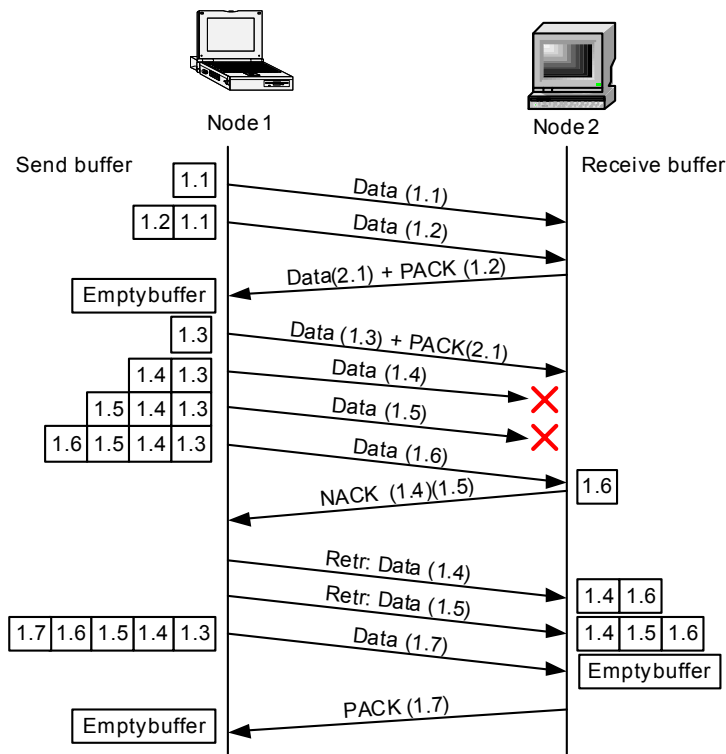 Node 1
Node 2
Send buffer
Receive buffer
1.1
Data (1.1)
1.2 1.1
Data (1.2)
Data(2.1) + PACK (1.2)
Emptybuffer
1.3
Data (1.3) + PACK(2.1)
1.4 1.3
Data (1.4)
1.5 1.4 1.3
Data (1.5)
1.6 1.5 1.4 1.3
Data (1.6)
NACK (1.4)(1.5)
1.6
Retr: Data (1.4)
1.4 1.6
Retr: Data (1.5)
1.7 1.6 1.5 1.4 1.3
1.4 1.5 1.6
Data (1.7)
Emptybuffer
PACK (1.7)
Emptybuffer